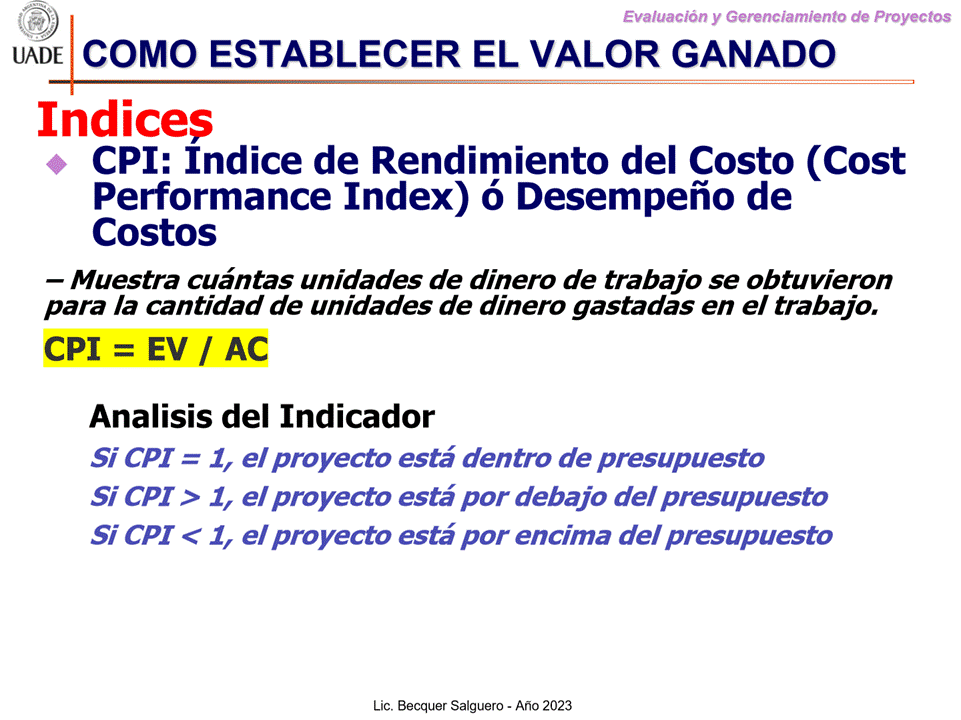 Evaluación y Gerenciamiento de Proyectos
UADE
COMO ESTABLECER EL VALOR GANADO
Indices
CPI: Índice de Rendimiento del Costo (Cost
Performance Index) ó Desempeño de
Costos
– Muestra cuántas unidades de dinero de trabajo se obtuvieron
para la cantidad de unidades de dinero gastadas en el trabajo.
CPI = EV / AC
Analisis del Indicador
Si CPI = 1, el proyecto está dentro de presupuesto
Si CPI > 1, el proyecto está por debajo del presupuesto
Si CPI < 1, el proyecto está por encima del presupuesto
Lic. Becquer Salguero - Año 2023